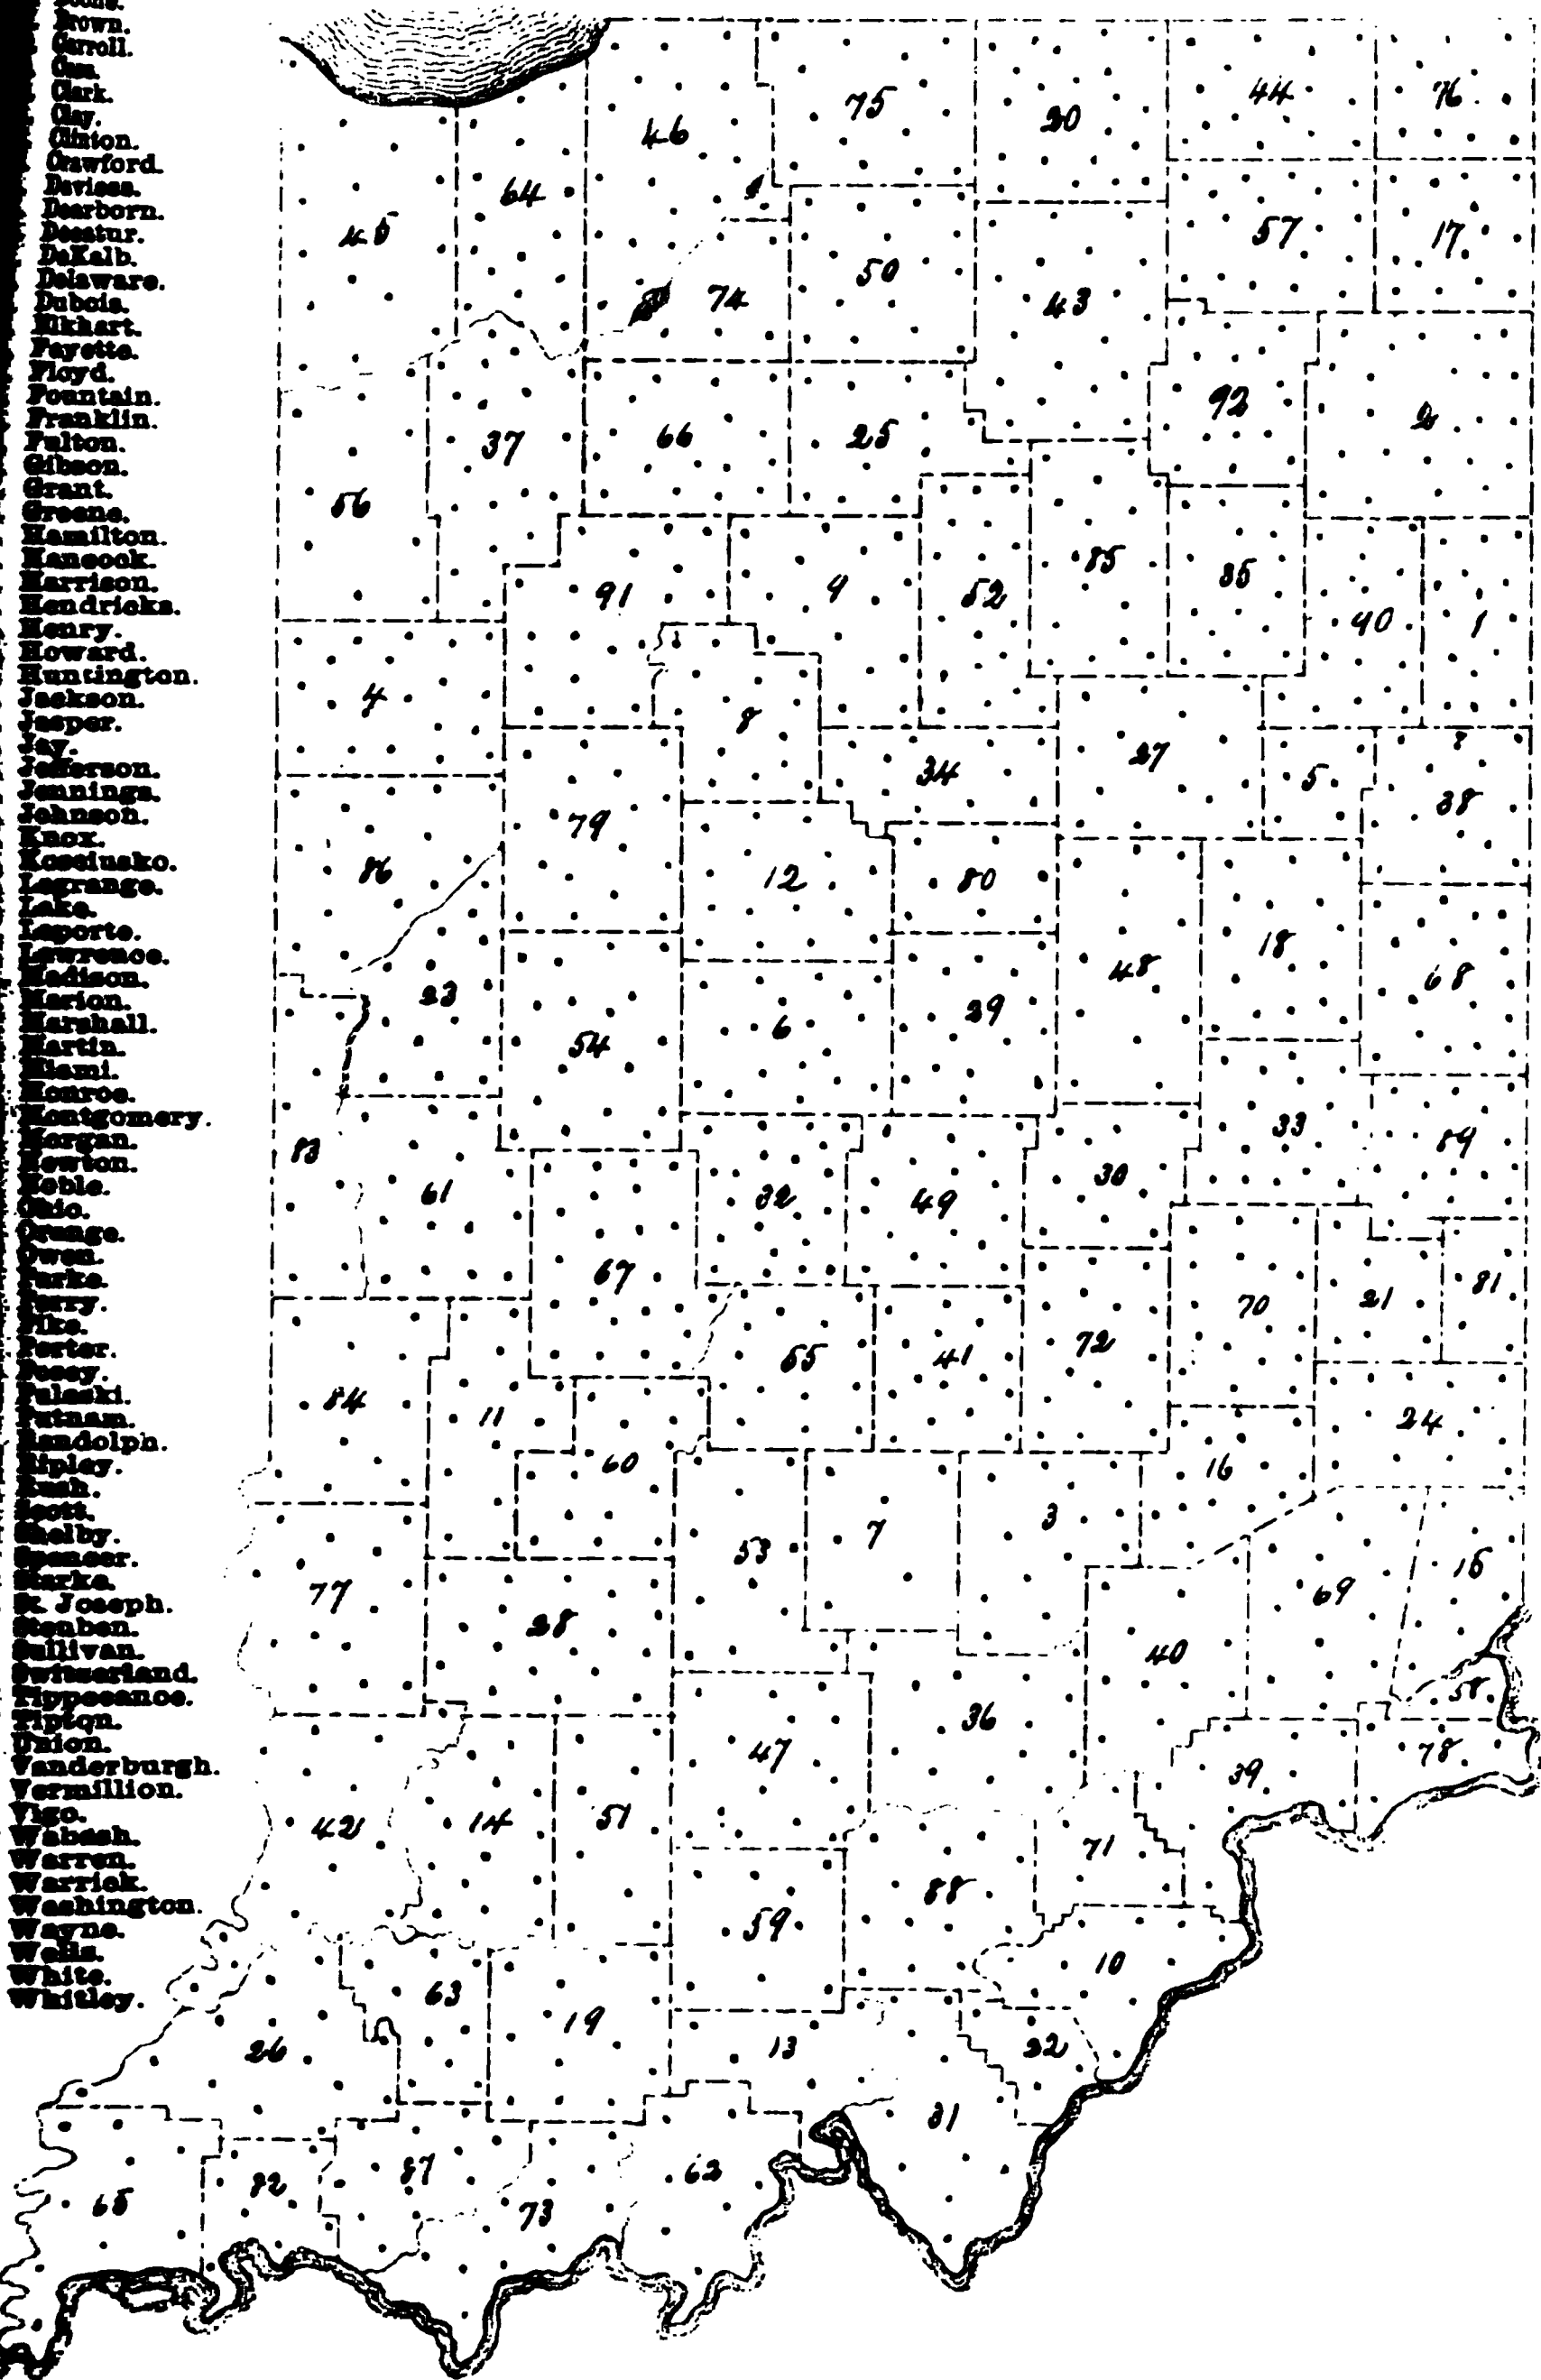 Brown.
Carroll.
Cass.
Clark.
Clay.
Clinton.
Crawford.
Daviess.
Dearborn.
Decatur.
DeKalb.
Delaware.
Dubois.
Elkhart.
Fayette.
Floyd.
Fountain.
Franklin.
Fulton.
Gibson.
Grant.
Greene.
Hamilton.
Hancock.
Harrison.
Hendricks.
Henry.
Howard.
Huntington.
Jackson.
Jasper.
Jay.
Jefferson.
Jennings.
Johnson.
Knox.
Kosciusko.
Lagrange.
Lake.
Laporte.
Lawrence.
Madison.
Marion.
Marshall.
Martin.
Miami.
Monroe.
Montgomery.
Morgan.
Newton.
Noble.
Ohio.
Orange.
Owen.
Parke.
Perry.
Pike.
Porter.
Posey.
Pulaski.
Putnam.
Randolph.
Ripley.
Rush.
Scott.
Shelby.
Spencer.
Starke.
St. Joseph.
Steuben.
Sullivan.
Switzerland.
Tippecanoe.
Tipton.
Union.
Vanderburgh.
Vermillion.
Vigo.
Wabash.
Warren.
Warrick.
Washington.
Wayne.
Wells.
White.
Whitley.
75
20
44
76
46
64
45
57
17
50
74
43
92
2
37
66
25
56
91
9
52
85
35
90
1
4
8
34
27
5
38
79
86
12
80
48
18
68
23
54
6
29
83
61
32
49
30
33
89
67
70
21
81
55
41
72
84
11
60
16
24
77
28
53
7
3
69
15
40
58
36
47
39
78
42
14
51
71
59
88
10
63
19
26
13
22
31
65
82
87
73
62